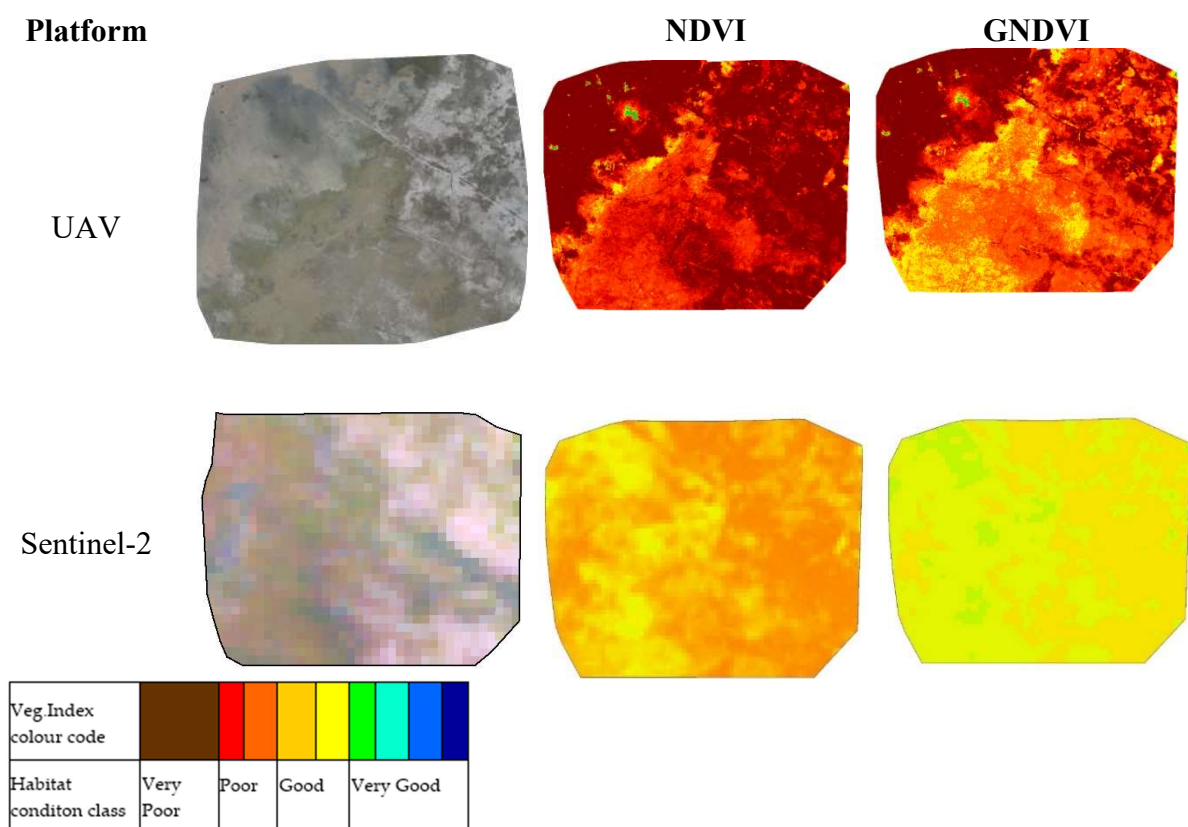 Platform NDVI GNDVI
UAV
Sentinel-2
Veg.Index
colour code
Habitat
conditon class
Very
Poor
Poor
Good
Very Good